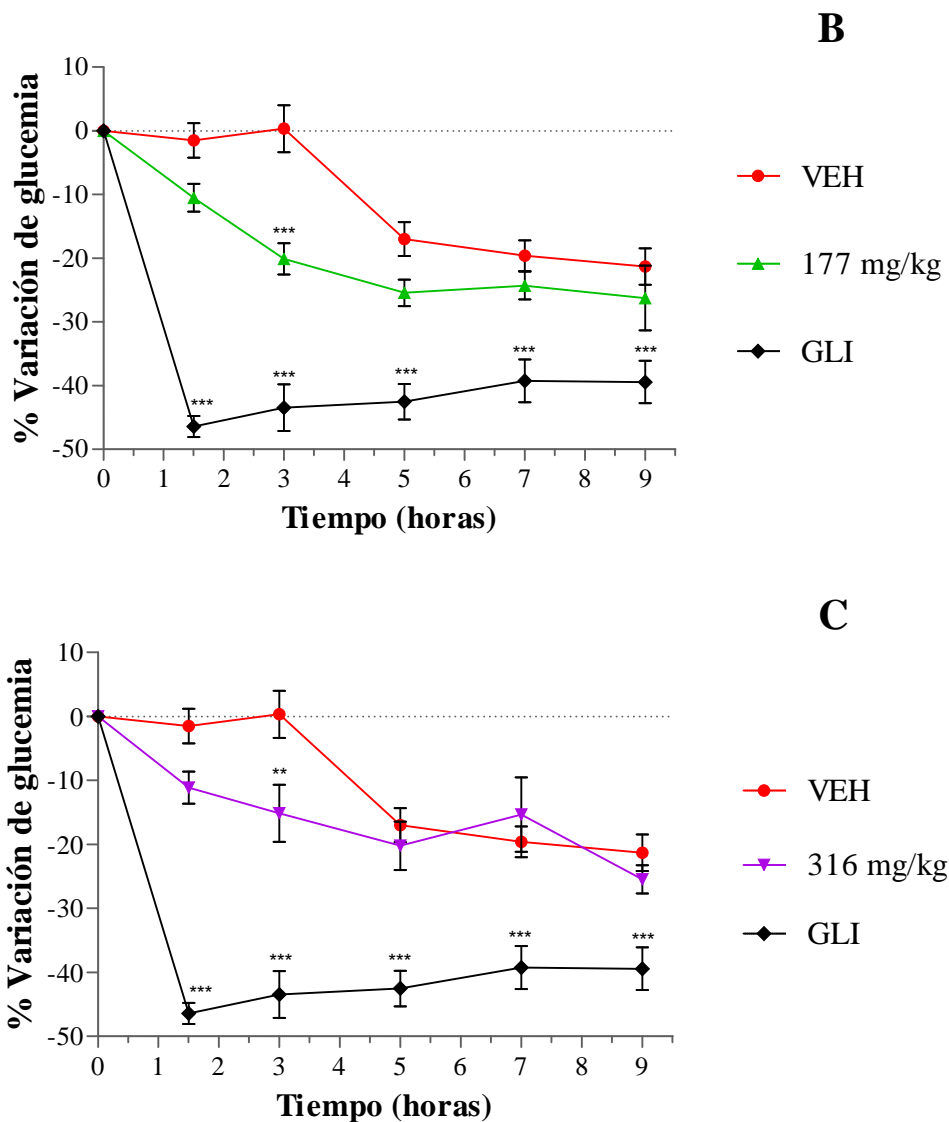 B
% Variación de glucemia
10
0
-10
-20
-30
-40
-50
***
***
***
***
***
***
0 1 2 3 4 5 6 7 8 9
Tiempo (horas)
VEH
177 mg/kg
GLI
C
% Variación de glucemia
10
0
-10
-20
-30
-40
-50
**
***
***
***
***
***
0 1 2 3 4 5 6 7 8 9
Tiempo (horas)
VEH
316 mg/kg
GLI